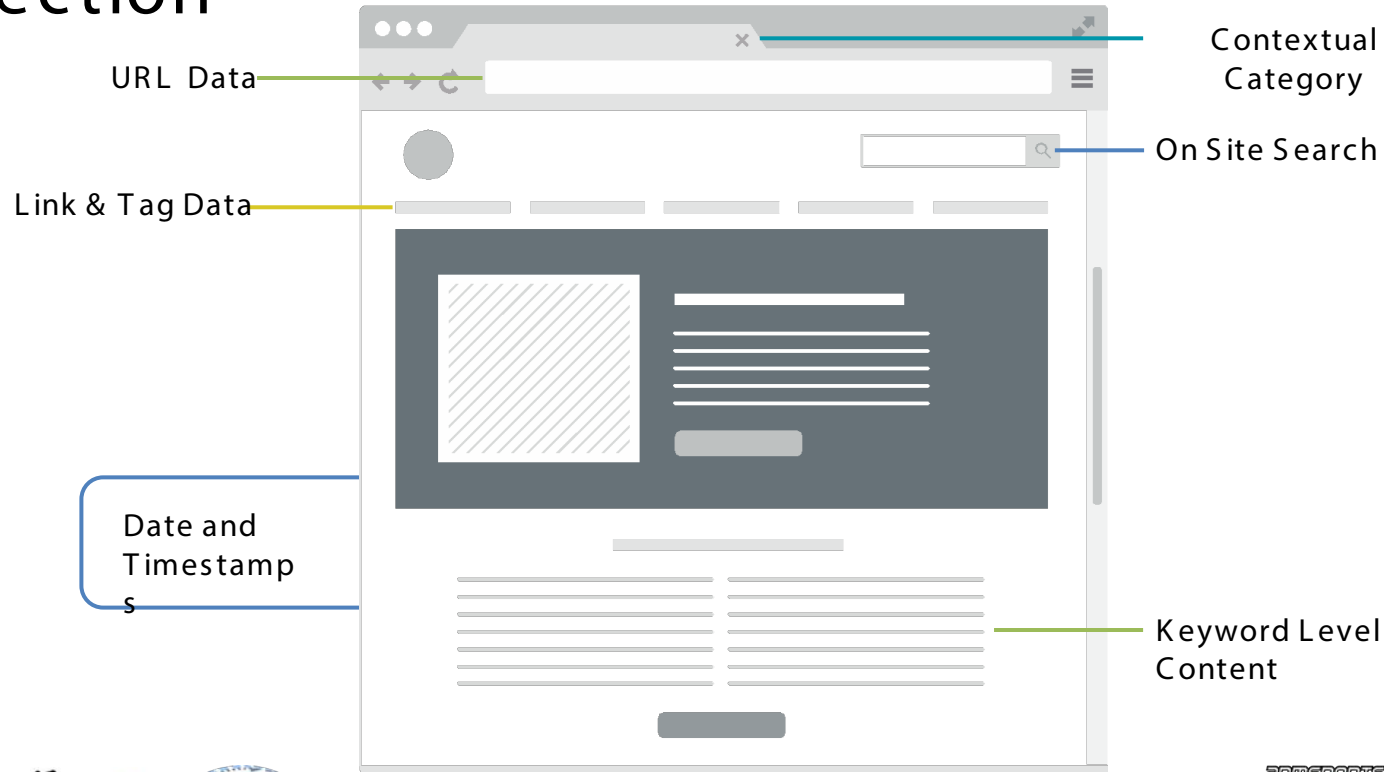 ection
URL Data
Contextual
Category
On Site Search
Link & Tag Data
Date and
Timestamp
s
Keyword Level
Content